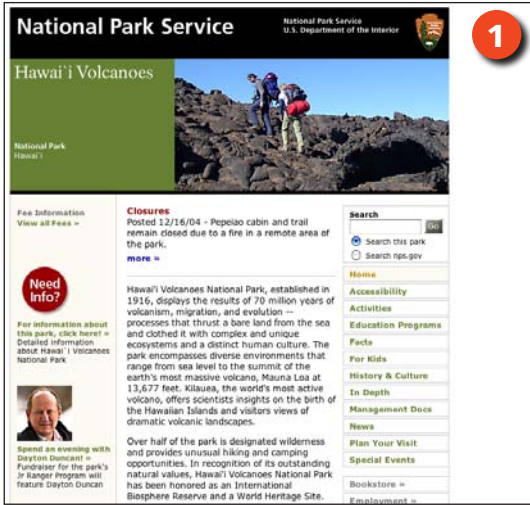 National Park Service
National Park Service
U.S. Department of the Interior
1
Hawai`i Volcanoes
National Park
Hawai`i
Fee Information
View all Fees »
Need
Info?
For information about
this park, click here! »
Detailed information
about Hawai`i Volcanoes
National Park
Spend an evening with
Dayton Duncan! »
Fundraiser for the park's
Jr Ranger Program will
feature Dayton Duncan
Closures
Posted 12/16/04 - Pepeiao cabin and trail
remain closed due to a fire in a remote area of
the park.
more »
Hawai'i Volcanoes National Park, established in
1916, displays the results of 70 million years of
volcanism, migration, and evolution --
processes that thrust a bare land from the sea
and clothed it with complex and unique
ecosystems and a distinct human culture. The
park encompasses diverse environments that
range from sea level to the summit of the
earth's most massive volcano, Mauna Loa at
13,677 feet. Kilauea, the world's most active
volcano, offers scientists insights on the birth of
the Hawaiian Islands and visitors views of
dramatic volcanic landscapes.
Over half of the park is designated wilderness
and provides unusual hiking and camping
opportunities. In recognition of its outstanding
natural values, Hawai'i Volcanoes National Park
has been honored as an International
Biosphere Reserve and a World Heritage Site.
Search
Go
Search this park
Search nps.gov
Home
Accessibility
Activities
Education Programs
Facts
For Kids
History & Culture
In Depth
Management Docs
News
Plan Your Visit
Special Events
Bookstore »
Employment »